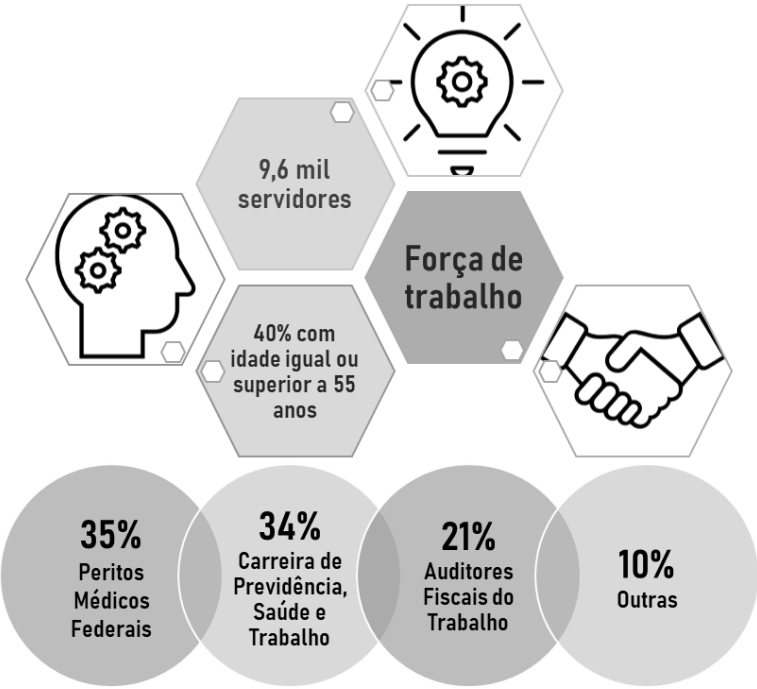 9,6 mil
servidores
Força de
trabalho
40% com
idade igual ou
superior a 55
anos
35%
Peritos
Médicos
Federais
34%
Carreira de
Previdência,
Saúde e
Trabalho
21%
Auditores
Fiscais do
Trabalho
10%
Outras